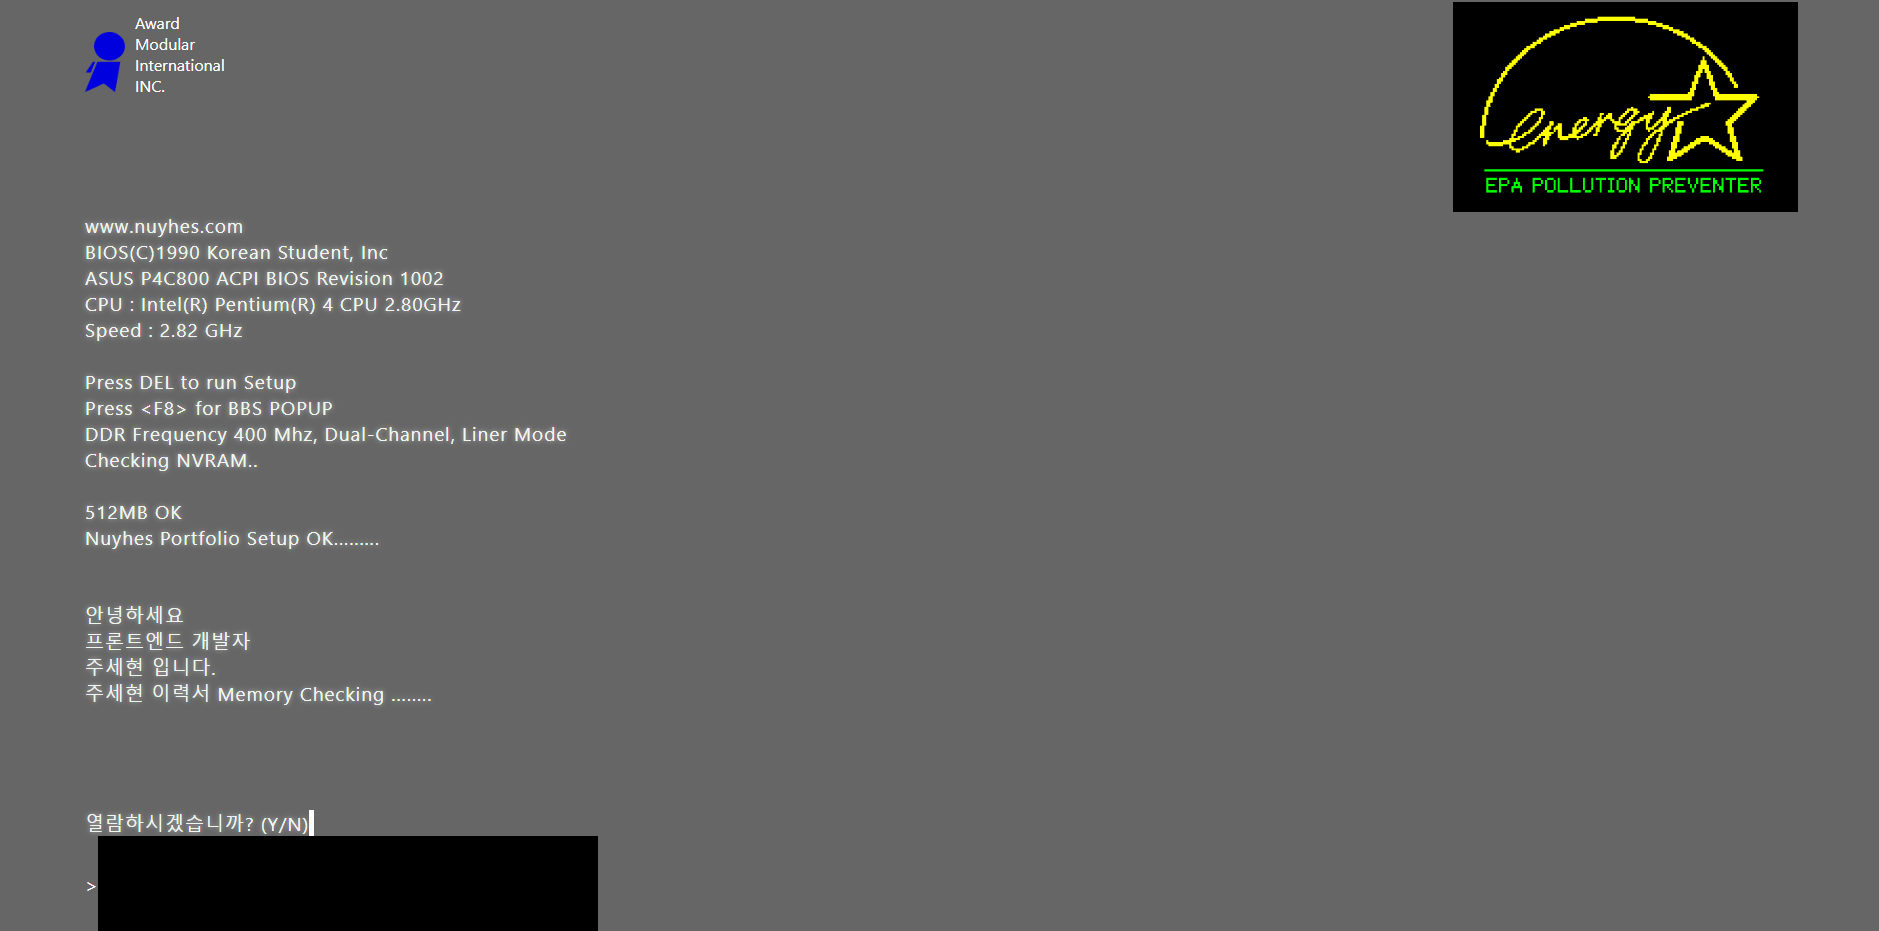 Award
Modular
International
INC.
energy
EPA POLLUTION PREVENTER
www.nuyhes.com
BIOS(C)1990 Korean Student, Inc
ASUS P4C800 ACPI BIOS Revision 1002
CPU : Intel(R) Pentium(R) 4 CPU 2.80GHz
Speed : 2.82 GHz
Press DEL to run Setup
Press <F8> for BBS POPUP
DDR Frequency 400 Mhz, Dual-Channel, Liner Mode
Checking NVRAM..
512MB OK
Nuyhes Portfolio Setup OK.........
안녕하세요
프론트엔드 개발자
주세현 입니다.
주세현 이력서 Memory Checking ........
열람하시겠습니까? (Y/N)
>